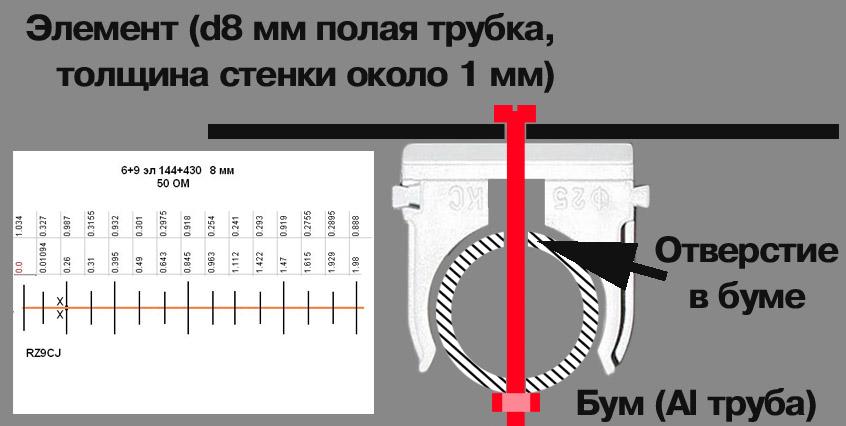 Элемент (d8 мм полая трубка,
толщина стенки около 1 мм)
6+9 эл 144+430 8 мм
50 ОМ
1.034 0.327 0.987 0.3155 0.932 0.301 0.2975 0.918 0.254 0.241 0.293 0.919 0.2755 0.2895 0.888
0.0 0.01094 0.26 0.31 0.395 0.49 0.643 0.845 0.963 1.112 1.422 1.47 1.615 1.929 1.98
X
X
RZ9CJ
КС Ф25
Отверстие
в буме
Бум (Al труба)